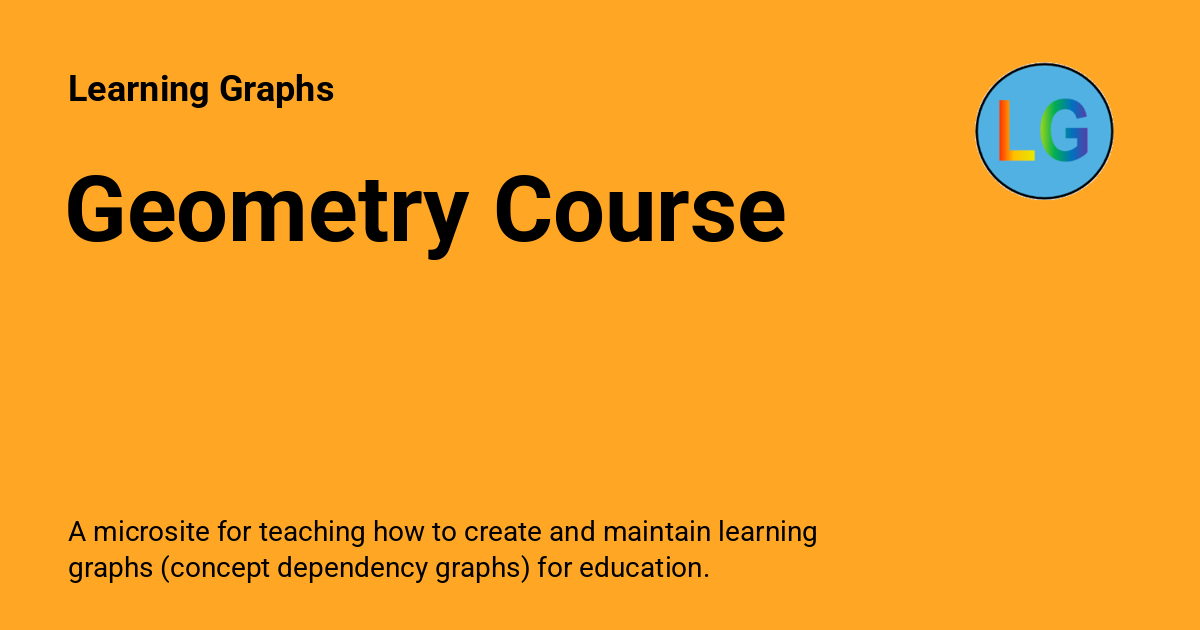 Learning Graphs
LG
Geometry Course
A microsite for teaching how to create and maintain learning
graphs (concept dependency graphs) for education.